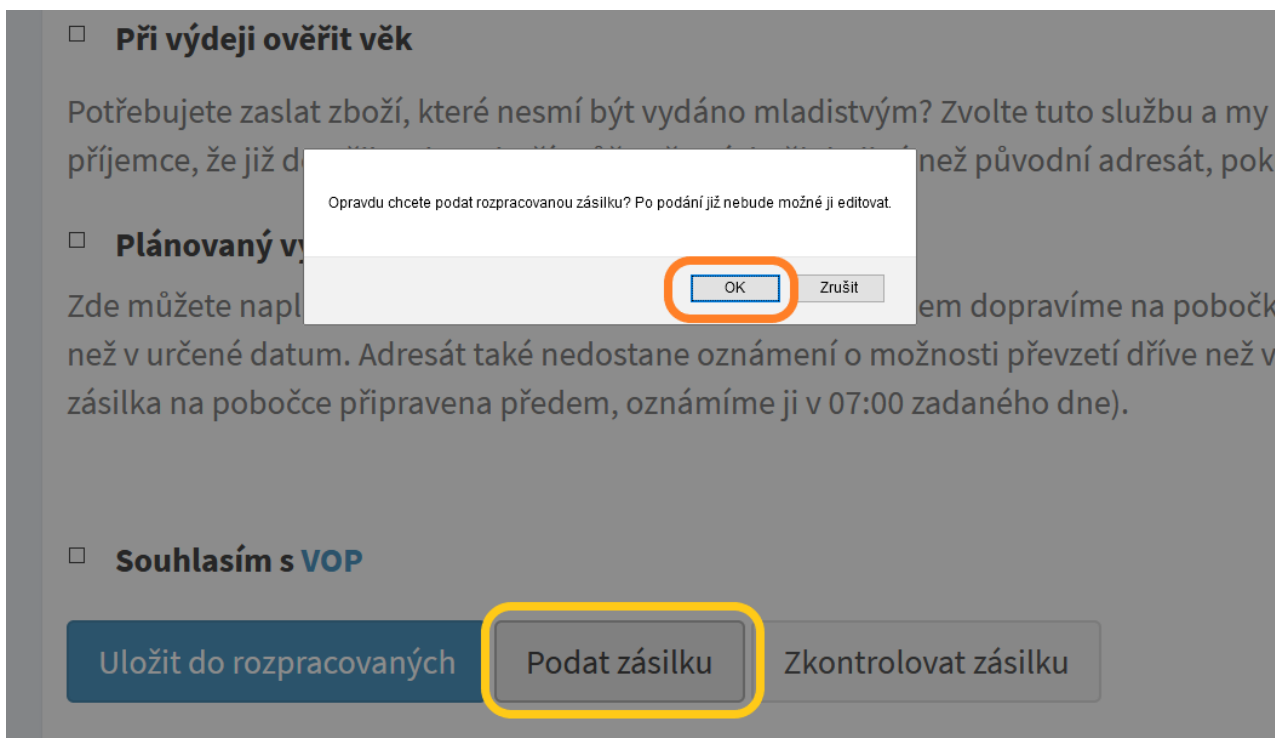 Při výdeji ověřit věk
Potřebujete zaslat zboží, které nesmí být vydáno mladistvým? Zvolte tuto službu a my
příjemce, že již než původní adresát, pok
Opravdu chcete podat rozpracovanou zásilku? Po podání již nebude možné ji editovat.
Plánovaný
OK
Zrušit
Zde můžete em dopravíme na pobočk
než v určené datum. Adresát také nedostane oznámení o možnosti převzetí dříve než v
zásilka na pobočce připravena předem, oznámíme ji v 07:00 zadaného dne).
Souhlasím s VOP
Uložit do rozpracovaných
Podat zásilku
Zkontrolovat zásilku